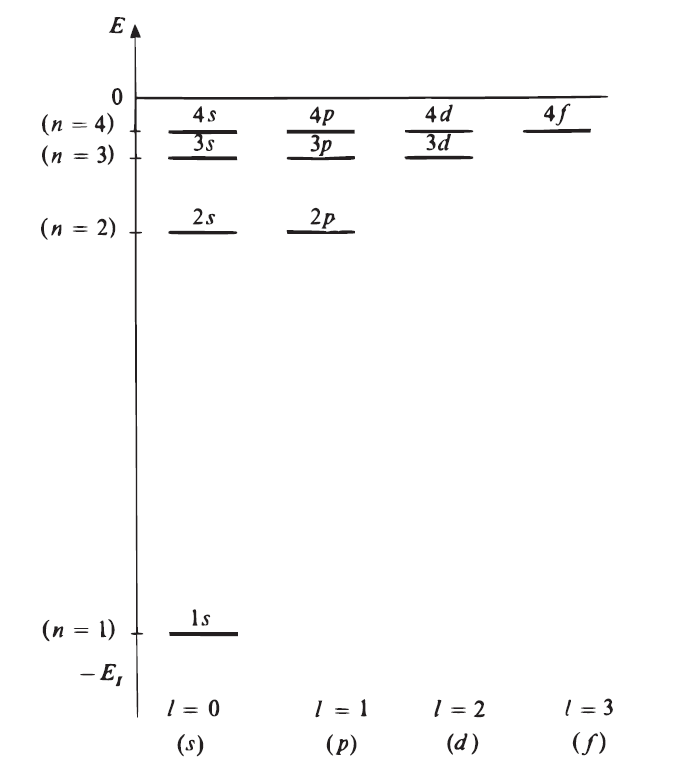 E
0
(n = 4) 4s 4p 4d 4f
(n = 3) 3s 3p 3d
(n = 2) 2s 2p
(n = 1) 1s
− E_I
l = 0 l = 1 l = 2 l = 3
(s) (p) (d) (f)